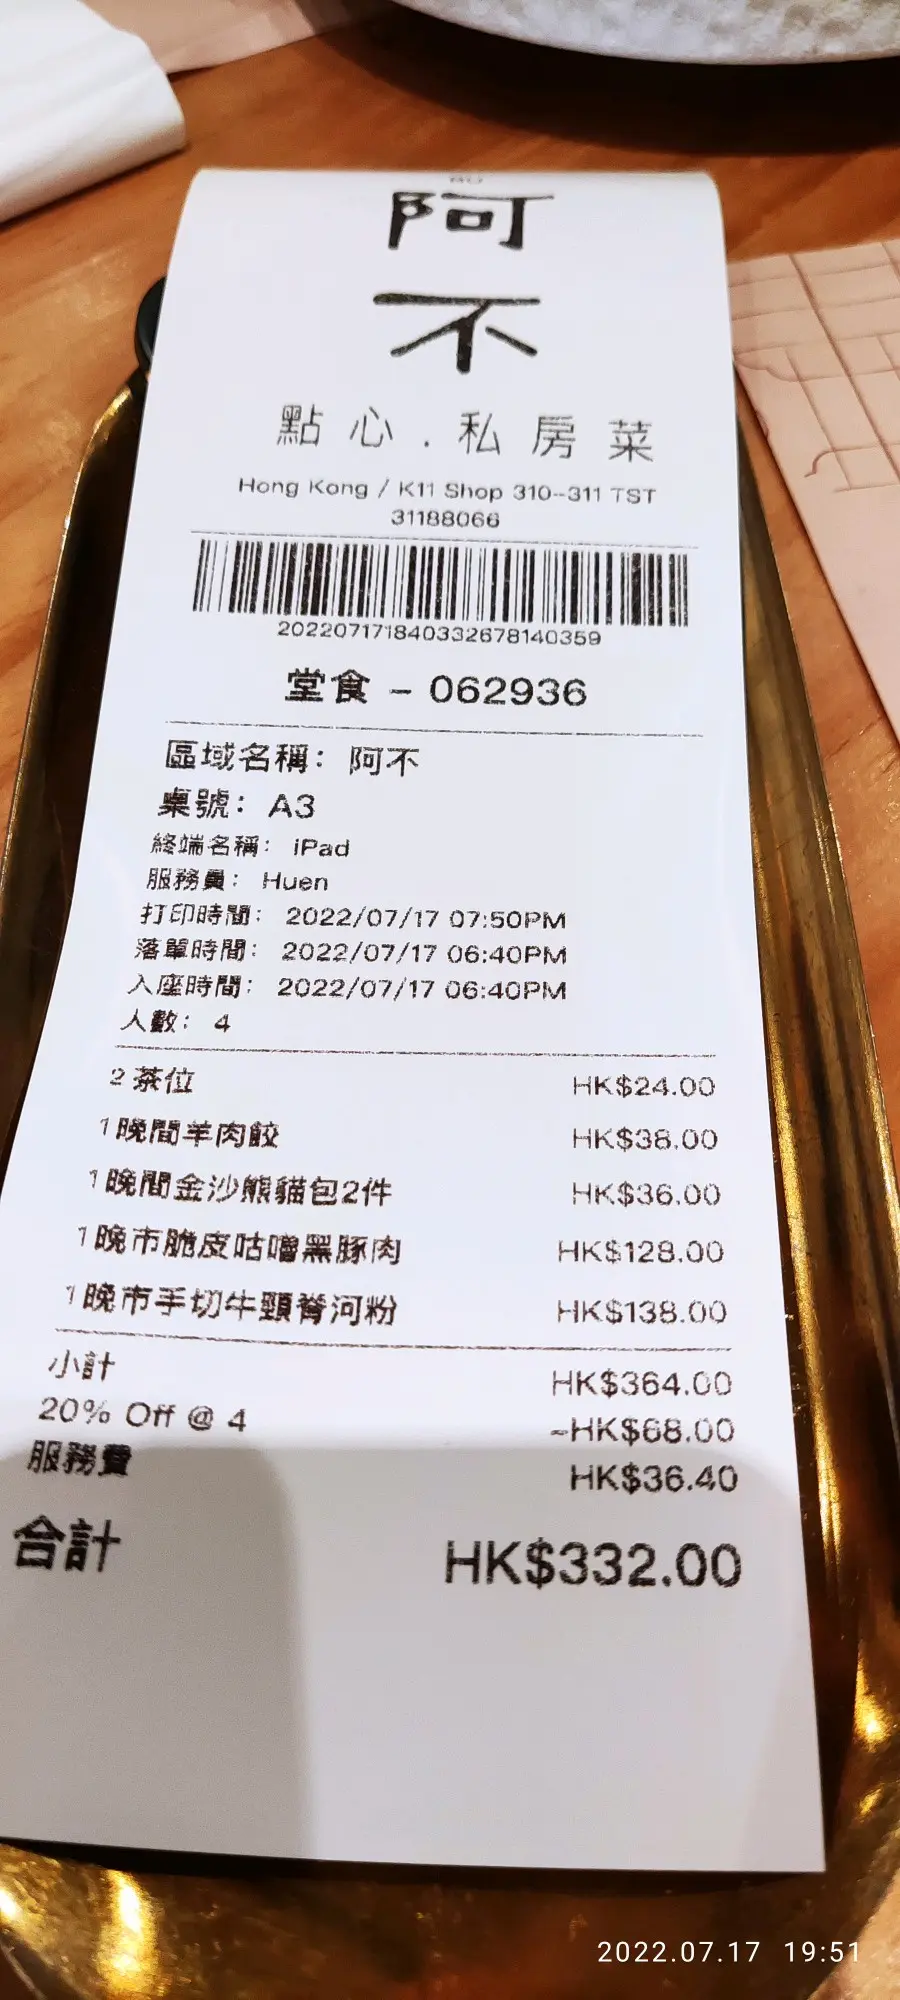 阿
不
點心.私房菜
Hong Kong / K11 Shop 310-311 TST
31188066
202207171840332678140359
堂食 - 062936
區域名稱: 阿不
桌號: A3
終端名稱: iPad
服務員: Huen
打印時間: 2022/07/17 07:50PM
落單時間: 2022/07/17 06:40PM
入座時間: 2022/07/17 06:40PM
人數: 4
2 茶位 HK$24.00
1 晚間羊肉餃 HK$38.00
1 晚間金沙熊貓包2件 HK$36.00
1 晚市脆皮咕嚕黑豚肉 HK$128.00
1 晚市手切牛頸脊河粉 HK$138.00
小計 HK$364.00
20% Off @ 4 -HK$68.00
服務費 HK$36.40
合計 HK$332.00
2022.07.17 19:51